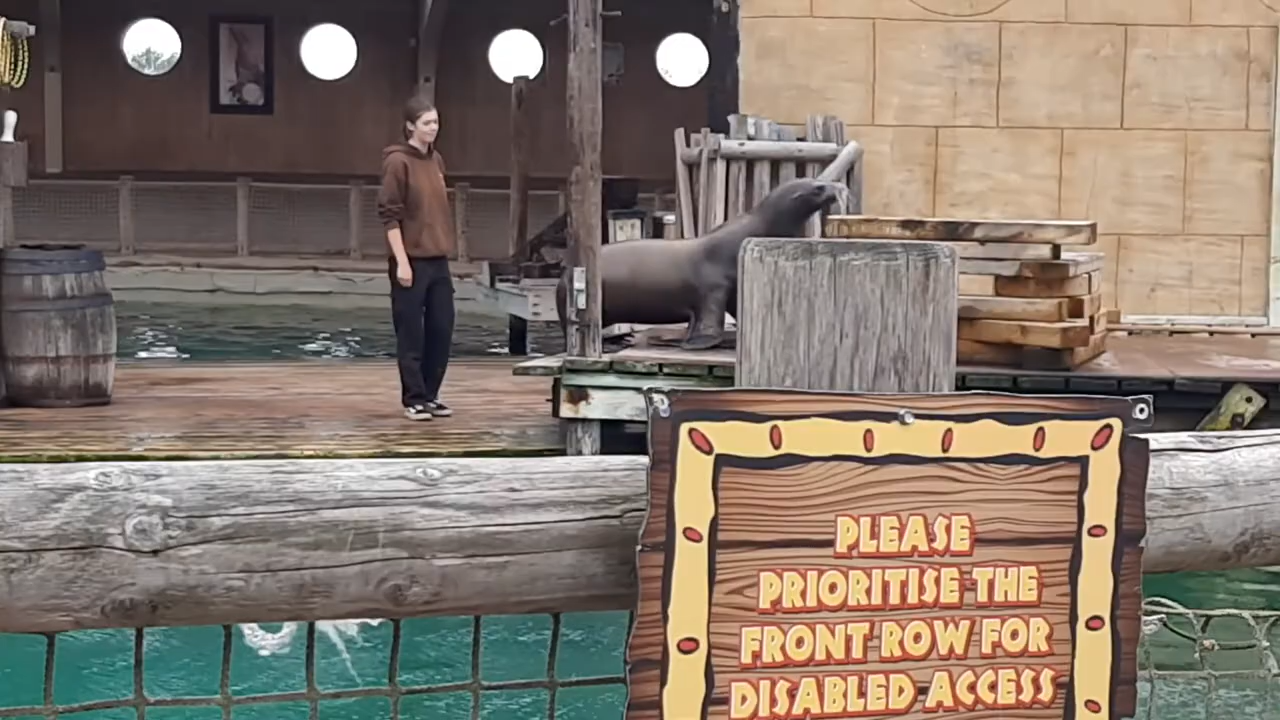 PLEASE
PRIORITISE THE
FRONT ROW FOR
DISABLED ACCESS